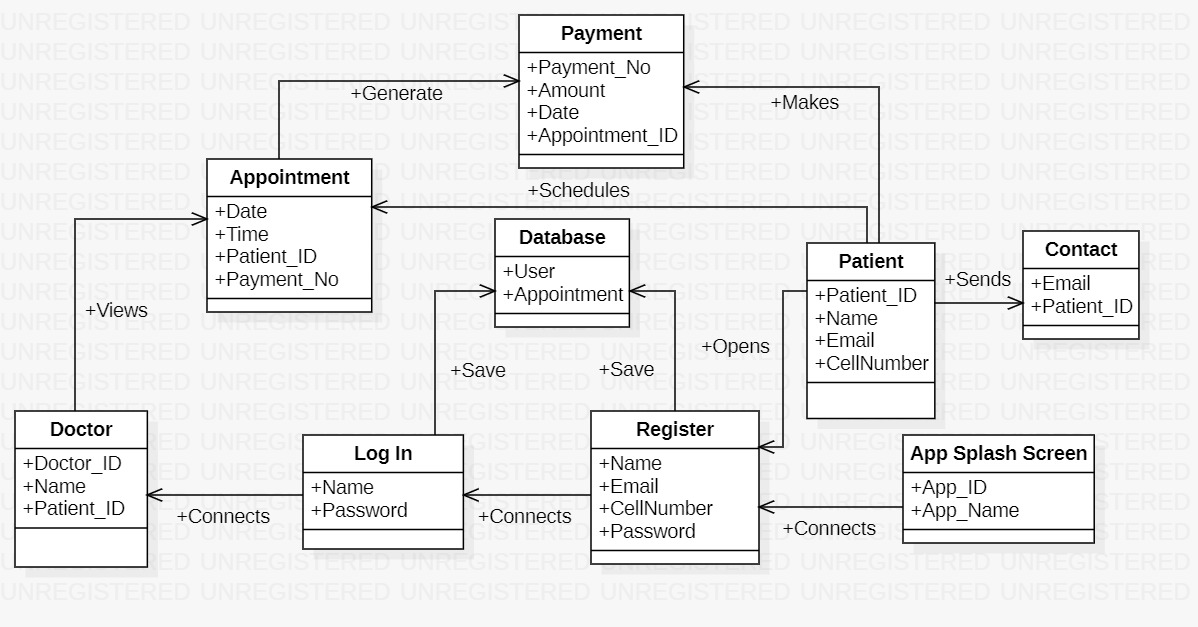 Payment
+Payment_No
+Amount
+Date
+Appointment_ID
+Generate
+Makes
Appointment
+Date
+Time
+Patient_ID
+Payment_No
+Schedules
Database
+User
+Appointment
Patient
+Patient_ID
+Name
+Email
+CellNumber
+Sends
Contact
+Email
+Patient_ID
+Views
+Opens
+Save
+Save
Doctor
+Doctor_ID
+Name
+Patient_ID
+Connects
Log In
+Name
+Password
+Connects
Register
+Name
+Email
+CellNumber
+Password
+Connects
App Splash Screen
+App_ID
+App_Name
UNREGISTERED